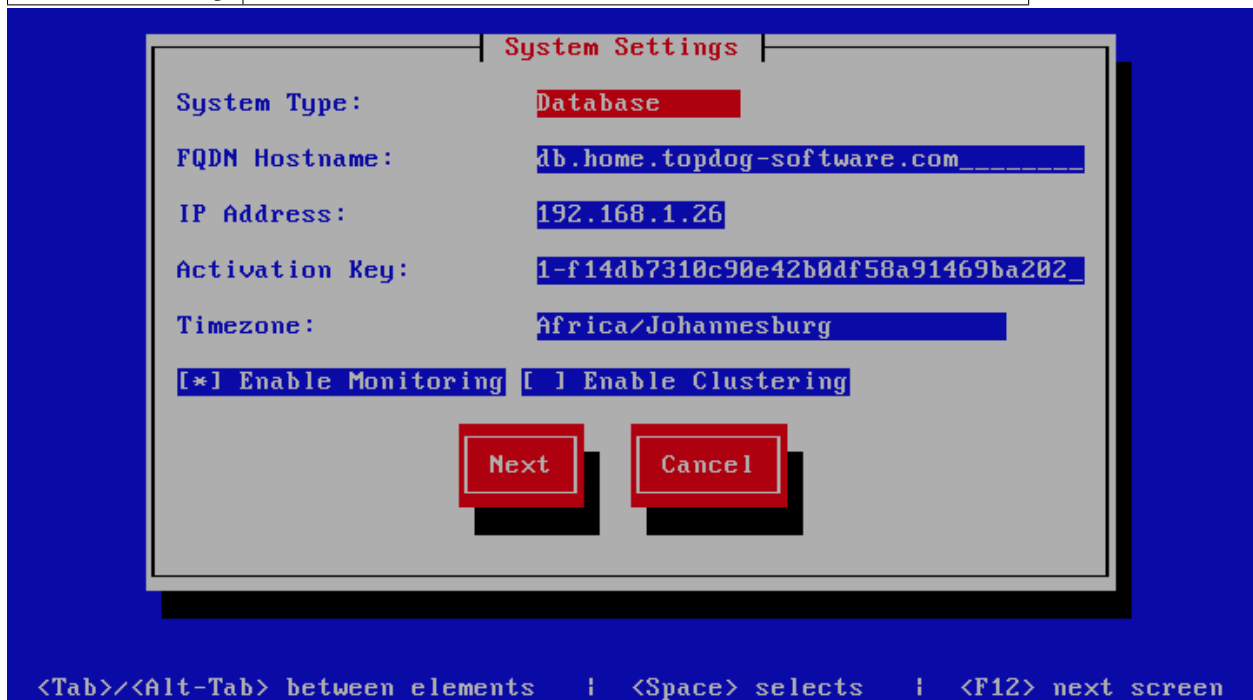 System Settings
System Type: Database
FQDN Hostname: db.home.topdog-software.com________
IP Address: 192.168.1.26
Activation Key: 1-f14db7310c90e42b0df58a91469ba202_
Timezone: Africa/Johannesburg
[*] Enable Monitoring [ ] Enable Clustering
Next Cancel
<Tab>/<Alt-Tab> between elements | <Space> selects | <F12> next screen